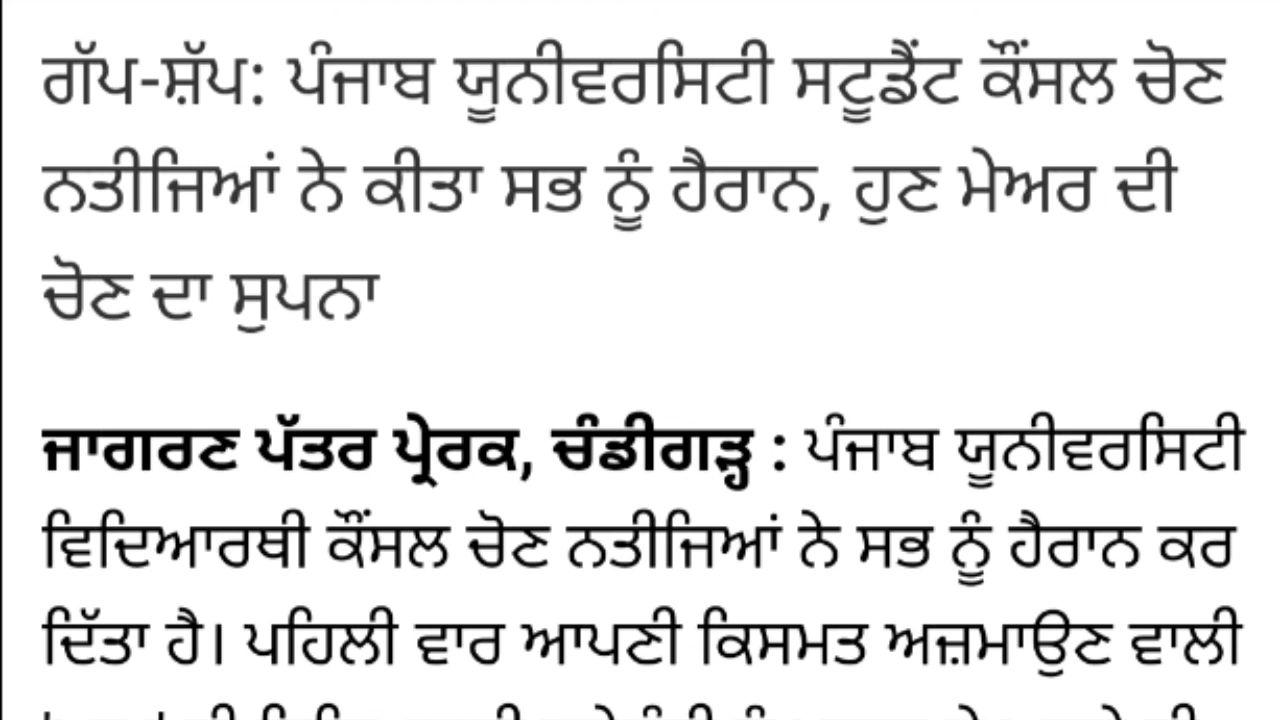 ਗੱਪ-ਸ਼ੱਪ: ਪੰਜਾਬ ਯੂਨੀਵਰਸਿਟੀ ਸਟੂਡੈਂਟ ਕੌਂਸਲ ਚੋਣ
ਨਤੀਜਿਆਂ ਨੇ ਕੀਤਾ ਸਭ ਨੂੰ ਹੈਰਾਨ, ਹੁਣ ਮੇਅਰ ਦੀ
ਚੋਣ ਦਾ ਸੁਪਨਾ
ਜਾਗਰਣ ਪੱਤਰ ਪ੍ਰੇਰਕ, ਚੰਡੀਗੜ੍ਹ : ਪੰਜਾਬ ਯੂਨੀਵਰਸਿਟੀ
ਵਿਦਿਆਰਥੀ ਕੌਂਸਲ ਚੋਣ ਨਤੀਜਿਆਂ ਨੇ ਸਭ ਨੂੰ ਹੈਰਾਨ ਕਰ
ਦਿੱਤਾ ਹੈ। ਪਹਿਲੀ ਵਾਰ ਆਪਣੀ ਕਿਸਮਤ ਅਜ਼ਮਾਉਣ ਵਾਲੀ